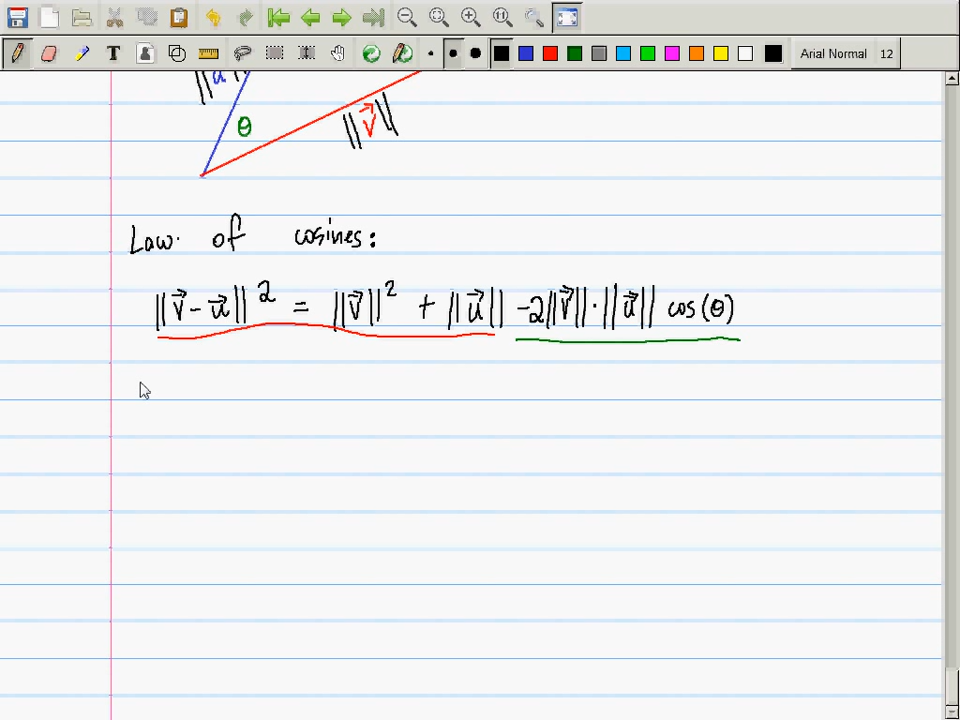 Arial Normal 12
||u⃗||
θ
||v⃗||
Law of cosines:
||v⃗-u⃗||² = ||v⃗||² + ||u⃗|| -2||v⃗||·||u⃗|| cos(θ)